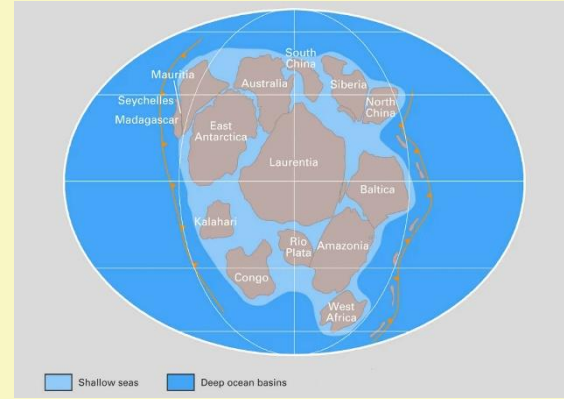 South
China
Mauritia
Australia
Siberia
Seychelles
North
China
Madagascar
East
Antarctica
Laurentia
Baltica
Kalahari
Rio
Plata
Amazonia
Congo
West
Africa
Shallow seas
Deep ocean basins